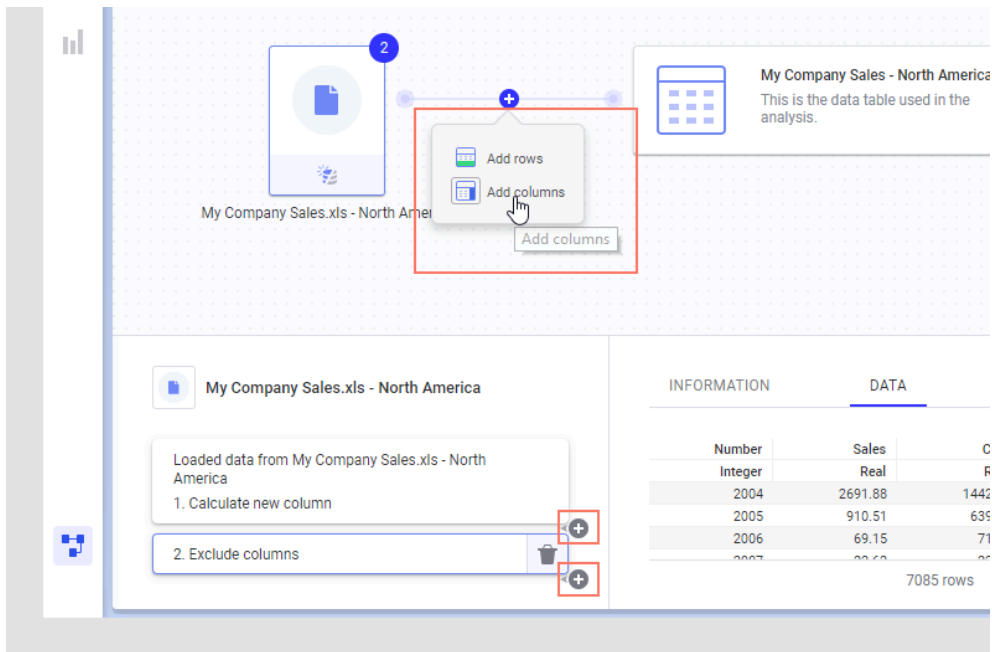 2
My Company Sales - North America
This is the data table used in the
analysis.
Add rows
Add columns
My Company Sales.xls - North
Add columns
My Company Sales.xls - North America
INFORMATION DATA
Loaded data from My Company Sales.xls - North
America
1. Calculate new column
2. Exclude columns
Number Sales C
Integer Real R
2004 2691.88 1442
2005 910.51 639
2006 69.15 71
7085 rows